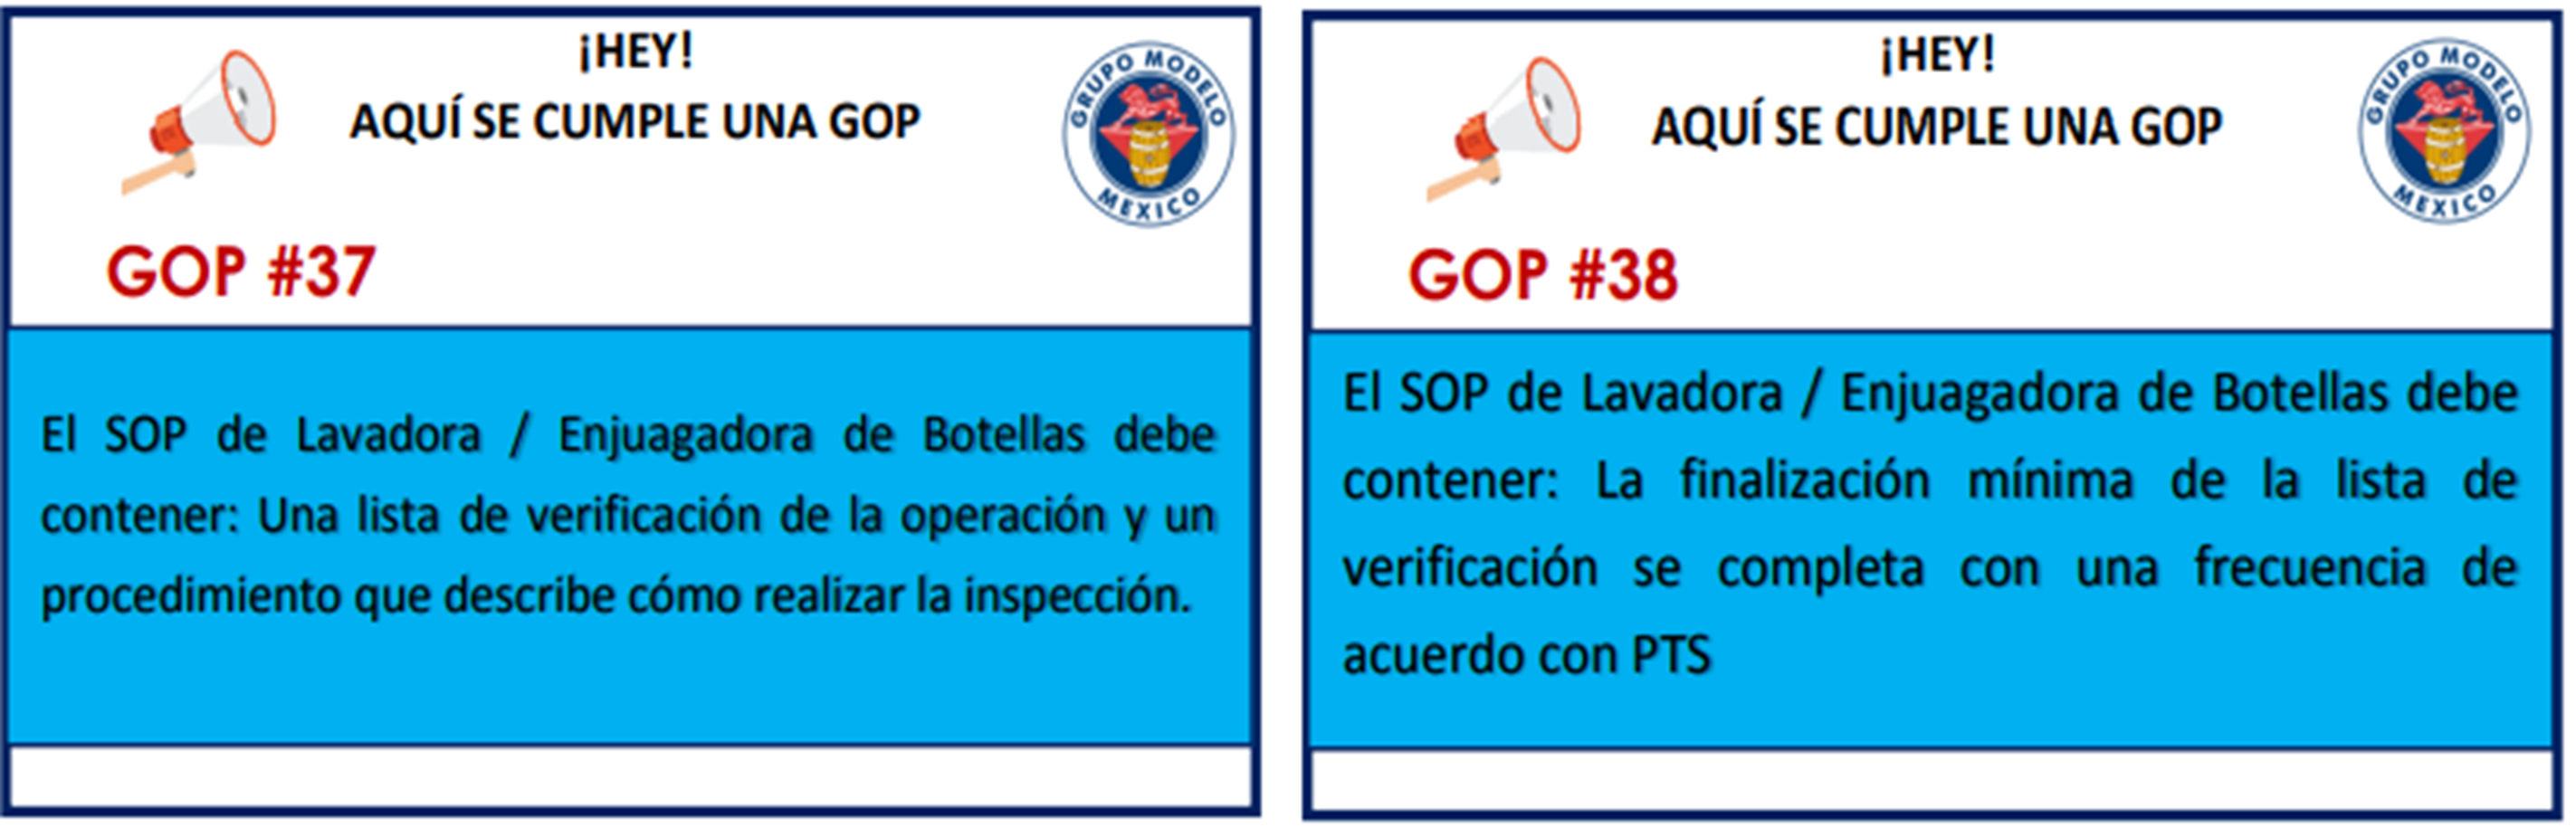 ¡HEY!
AQUÍ SE CUMPLE UNA GOP
GRUPO MODELO
MEXICO
GOP #37
El SOP de Lavadora / Enjuagadora de Botellas debe
contener: Una lista de verificación de la operación y un
procedimiento que describe cómo realizar la inspección.
¡HEY!
AQUÍ SE CUMPLE UNA GOP
GRUPO MODELO
MEXICO
GOP #38
El SOP de Lavadora / Enjuagadora de Botellas debe
contener: La finalización mínima de la lista de
verificación se completa con una frecuencia de
acuerdo con PTS